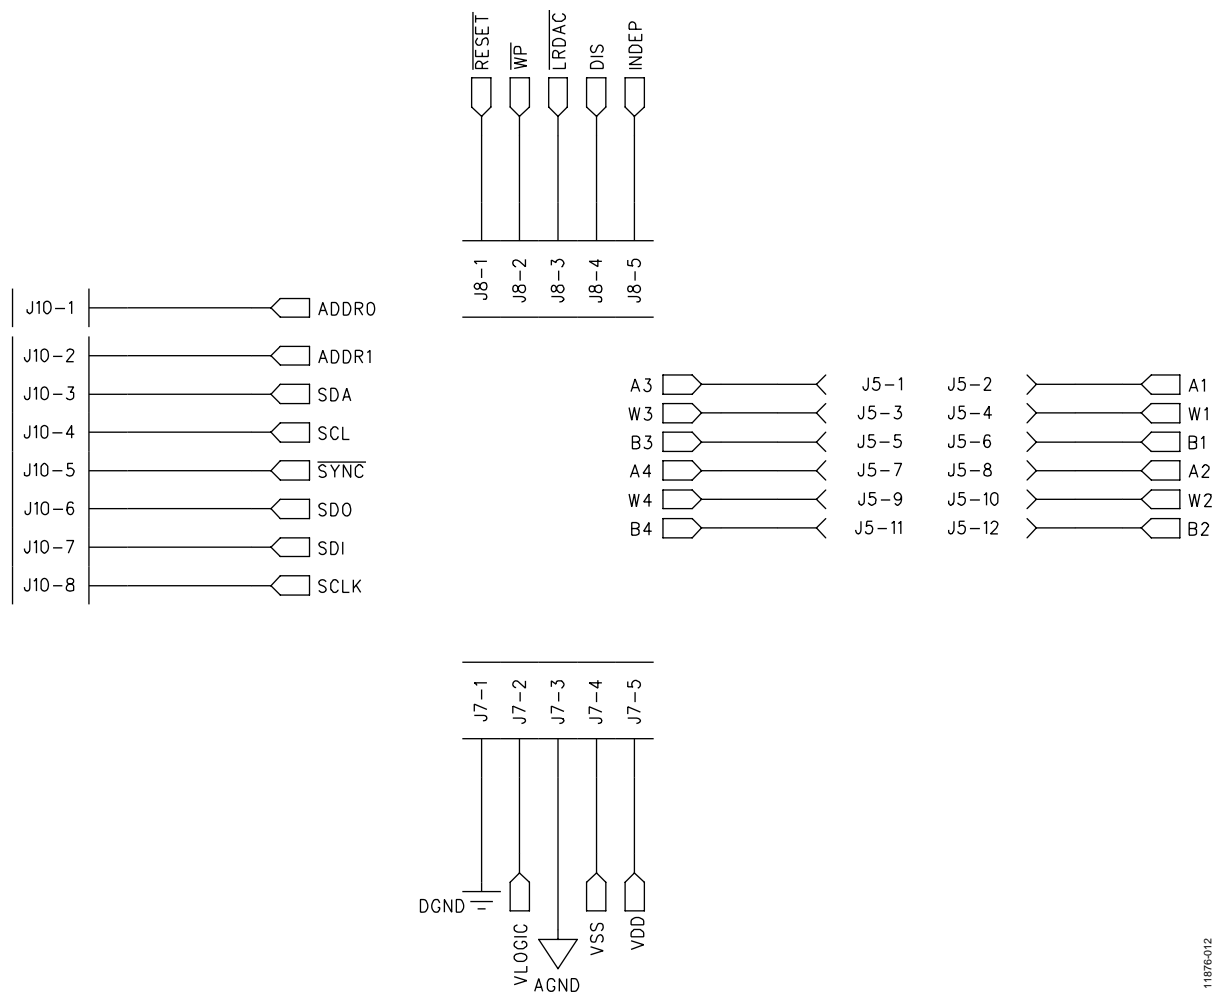 RESET
WP
LRDAC
DIS
INDEP
J8-1
J8-2
J8-3
J8-4
J8-5
J10-1 ADDR0
J10-2 ADDR1
J10-3 SDA
J10-4 SCL
J10-5 SYNC
J10-6 SDO
J10-7 SDI
J10-8 SCLK
A3 J5-1 J5-2 A1
W3 J5-3 J5-4 W1
B3 J5-5 J5-6 B1
A4 J5-7 J5-8 A2
W4 J5-9 J5-10 W2
B4 J5-11 J5-12 B2
J7-1
J7-2
J7-3
J7-4
J7-5
DGND
VLOGIC
AGND
VSS
VDD
11876-012